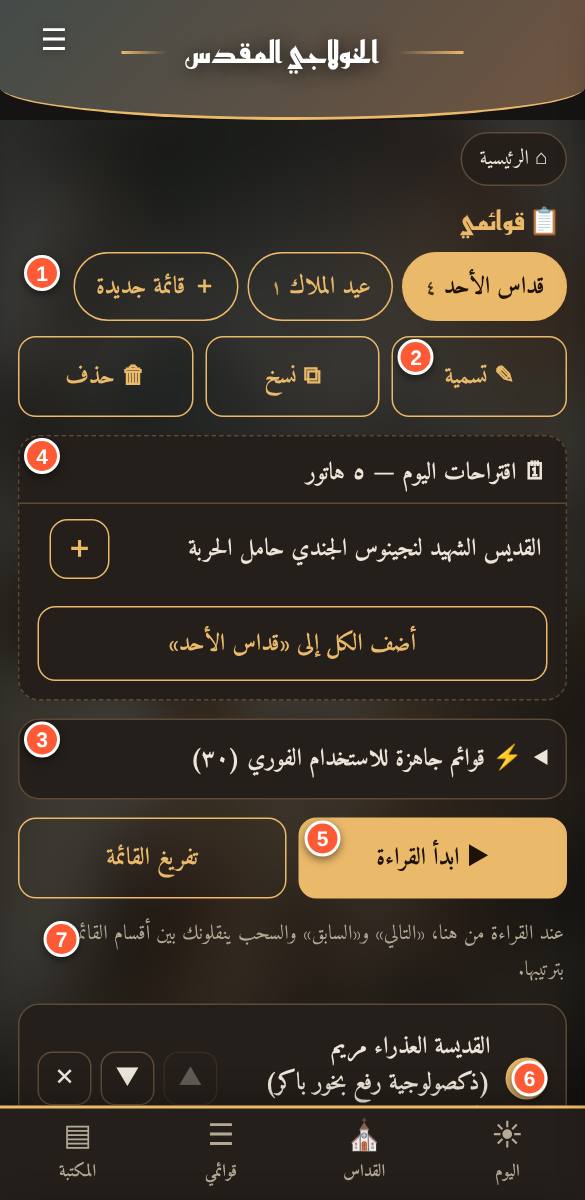 الخولاجي المقدس
الرئيسية
قوائمي
قداس الأحد ٤
عيد الملاك ١
+ قائمة جديدة
1
تسمية
نسخ
حذف
2
4
اقتراحات اليوم — ٥ هاتور
القديس الشهيد لنجينوس الجندي حامل الحربة
+
أضف الكل إلى «قداس الأحد»
3
قوائم جاهزة للاستخدام الفوري (٣٠)
5
ابدأ القراءة
تفريغ القائمة
عند القراءة من هنا، «التالي» و«السابق» والسحب ينقلونك بين أقسام
7
بترتيبها.
القديسة العذراء مريم
(ذكصولوجية رفع بخور باكر)
6
اليوم
القداس
قوائمي
المكتبة